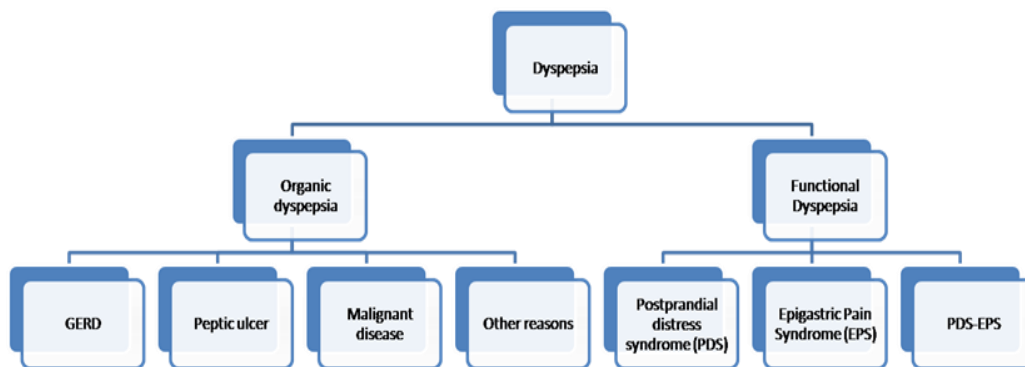 Dyspepsia
Organic
dyspepsia
Functional
Dyspepsia
GERD
Peptic ulcer
Malignant
disease
Other reasons
Postprandial
distress
syndrome (PDS)
Epigastric Pain
Syndrome (EPS)
PDS-EPS